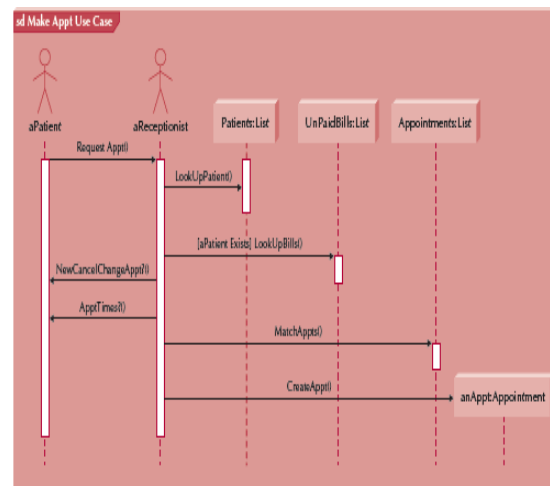 sd Make Appt Use Case
aPatient
aReceptionist
Patients:List
UnPaidBills:List
Appointments:List
RequestAppt()
LookUpPatient()
[aPatient Exists] LookUpBills()
NewCancelChangeAppt?()
ApptTimes?()
MatchAppts()
CreateAppt()
anAppt:Appointment